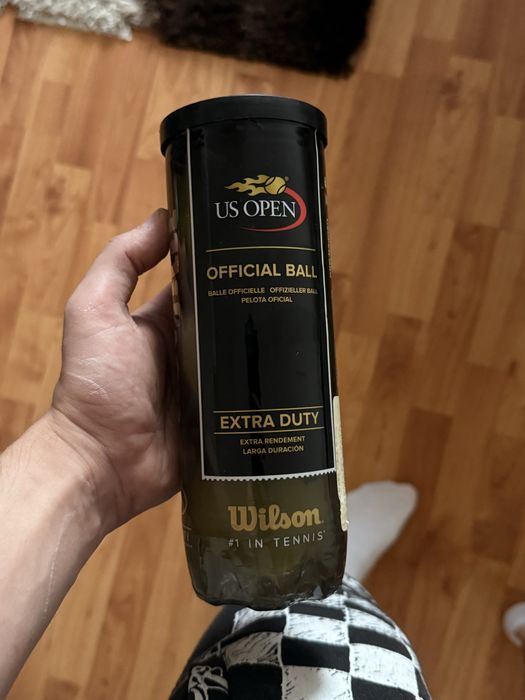 US OPEN
OFFICIAL BALL
BALLE OFFICIELLE OFFIZIELLER BALL
PELOTA OFICIAL
EXTRA DUTY
EXTRA RENDEMENT
LARGA DURACIÓN
Wilson
#1 IN TENNIS